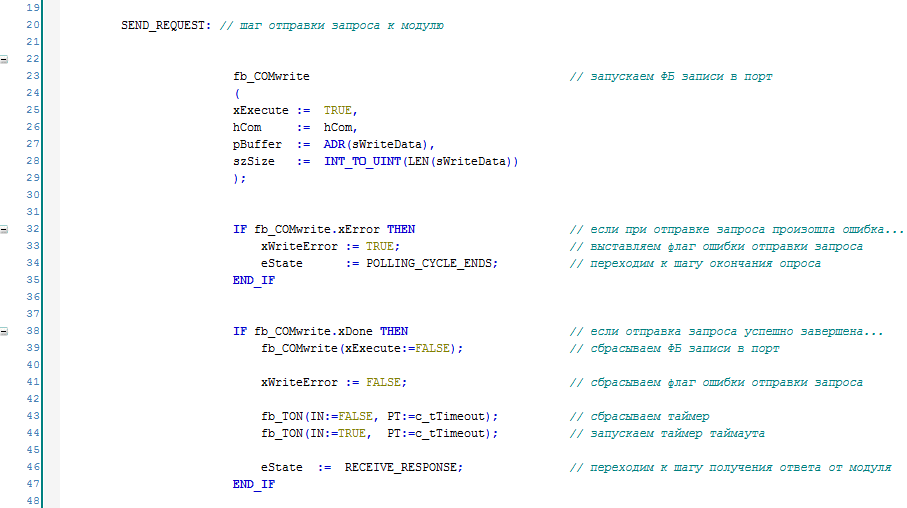 19
20 SEND_REQUEST: // шаг отправки запроса к модулю
21
22
23 fb_COMwrite // запускаем ФБ записи в порт
24 (
25 xExecute := TRUE,
26 hCom := hCom,
27 pBuffer := ADR(sWriteData),
28 szSize := INT_TO_UINT(LEN(sWriteData))
29 );
30
31
32 IF fb_COMwrite.xError THEN // если при отправке запроса произошла ошибка...
33 xWriteError := TRUE; // выставляем флаг ошибки отправки запроса
34 eState := POLLING_CYCLE_ENDS; // переходим к шагу окончания опроса
35 END_IF
36
37
38 IF fb_COMwrite.xDone THEN // если отправка запроса успешно завершена...
39 fb_COMwrite(xExecute:=FALSE); // сбрасываем ФБ записи в порт
40
41 xWriteError := FALSE; // сбрасываем флаг ошибки отправки запроса
42
43 fb_TON(IN:=FALSE, PT:=c_tTimeout); // сбрасываем таймер
44 fb_TON(IN:=TRUE, PT:=c_tTimeout); // запускаем таймер таймаута
45
46 eState := RECEIVE_RESPONSE; // переходим к шагу получения ответа от модуля
47 END_IF
48